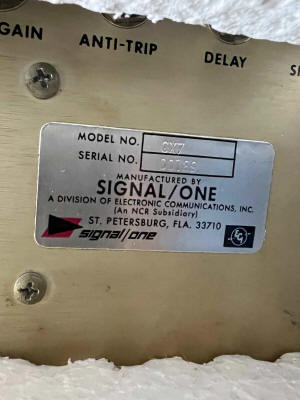 GAIN ANTI-TRIP DELAY
MODEL NO. CX7
SERIAL NO.
MANUFACTURED BY
SIGNAL/ONE
A DIVISION OF ELECTRONIC COMMUNICATIONS, INC.
(An NCR Subsidiary)
ST. PETERSBURG, FLA. 33710
signal/one